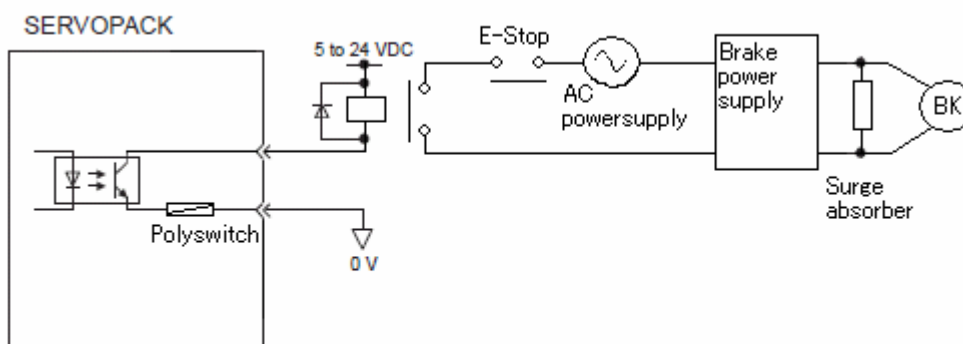 SERVOPACK
5 to 24 VDC
E-Stop
AC
powersupply
Brake
power
supply
BK
Surge
absorber
Polyswitch
0 V